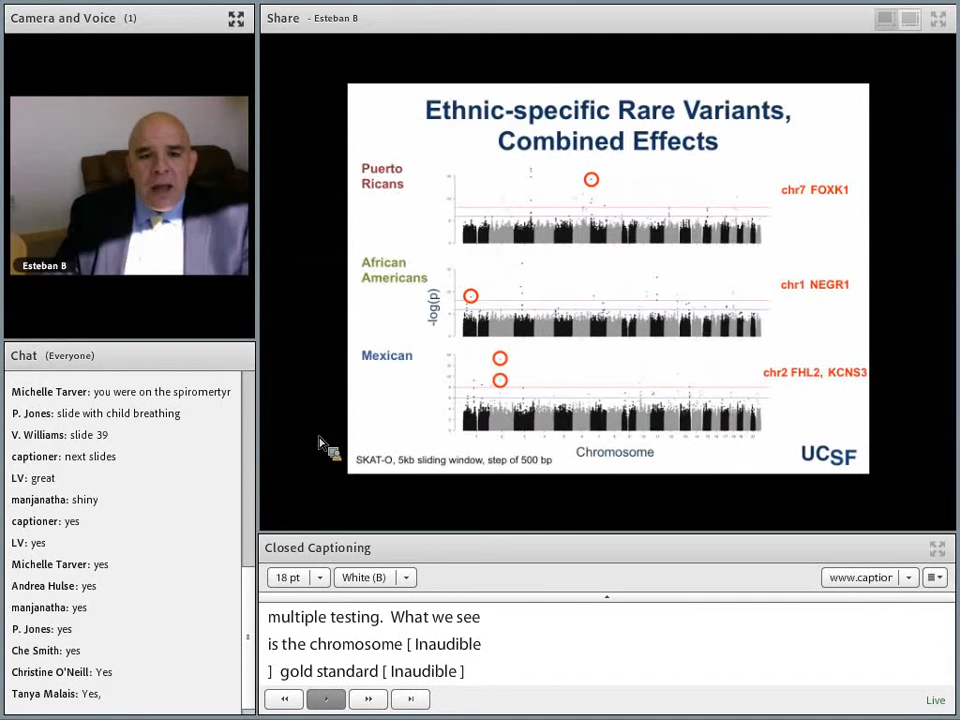 Camera and Voice (1)
Esteban B
Share - Esteban B
Ethnic-specific Rare Variants,
Combined Effects
Puerto
Ricans
chr7 FOXK1
African
Americans
chr1 NEGR1
-log(p)
Mexican
chr2 FHL2, KCNS3
Chromosome
SKAT-O, 5kb sliding window, step of 500 bp
UCSF
Chat (Everyone)
Michelle Tarver: you were on the spiromertyr
P. Jones: slide with child breathing
V. Williams: slide 39
captioner: next slides
LV: great
manjanatha: shiny
captioner: yes
LV: yes
Michelle Tarver: yes
Andrea Hulse: yes
manjanatha: yes
P. Jones: yes
Che Smith: yes
Christine O'Neill: Yes
Tanya Malais: Yes,
Closed Captioning
18 pt White (B) www.caption
multiple testing. What we see
is the chromosome [ Inaudible
] gold standard [ Inaudible ]
Live